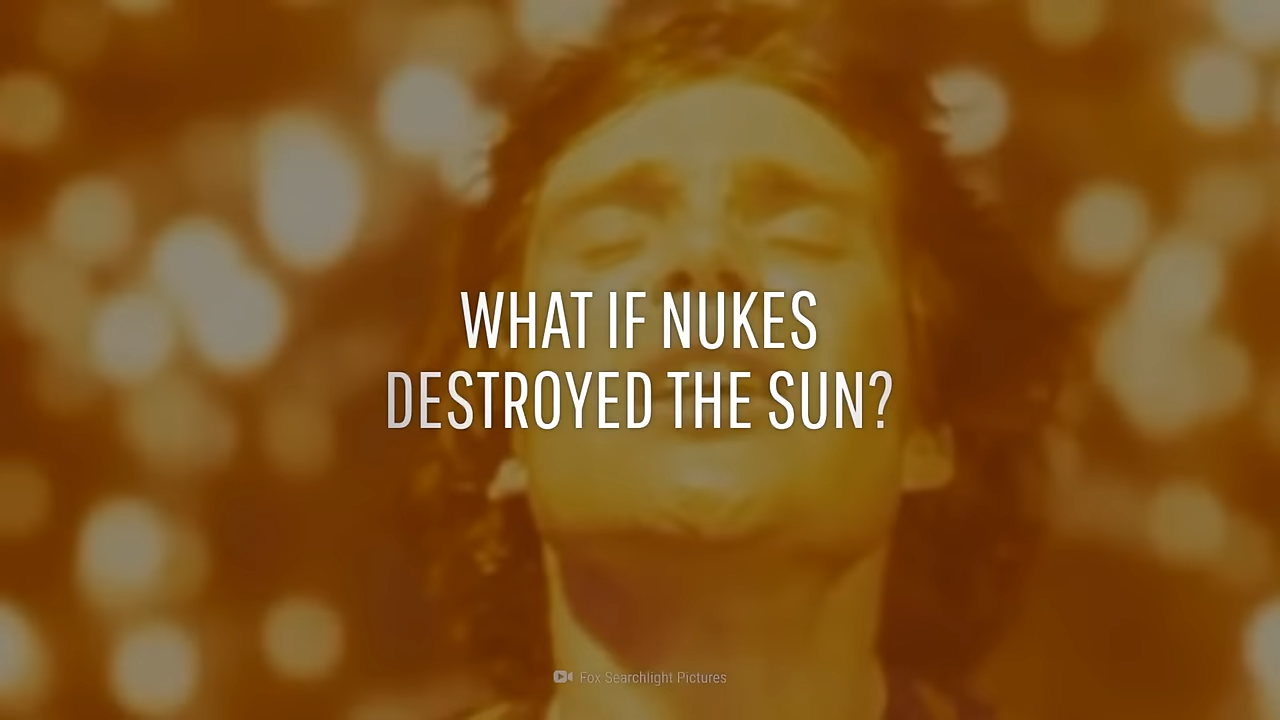 WHAT IF NUKES
DESTROYED THE SUN?
Fox Searchlight Pictures